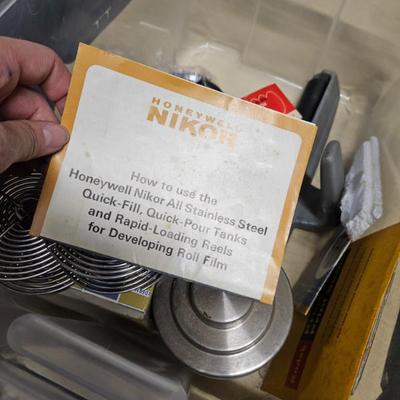 HONEYWELL
NIKOR
How to use the
Honeywell Nikor All Stainless Steel
Quick-Fill, Quick-Pour Tanks
and Rapid-Loading Reels
for Developing Roll Film
Kodak